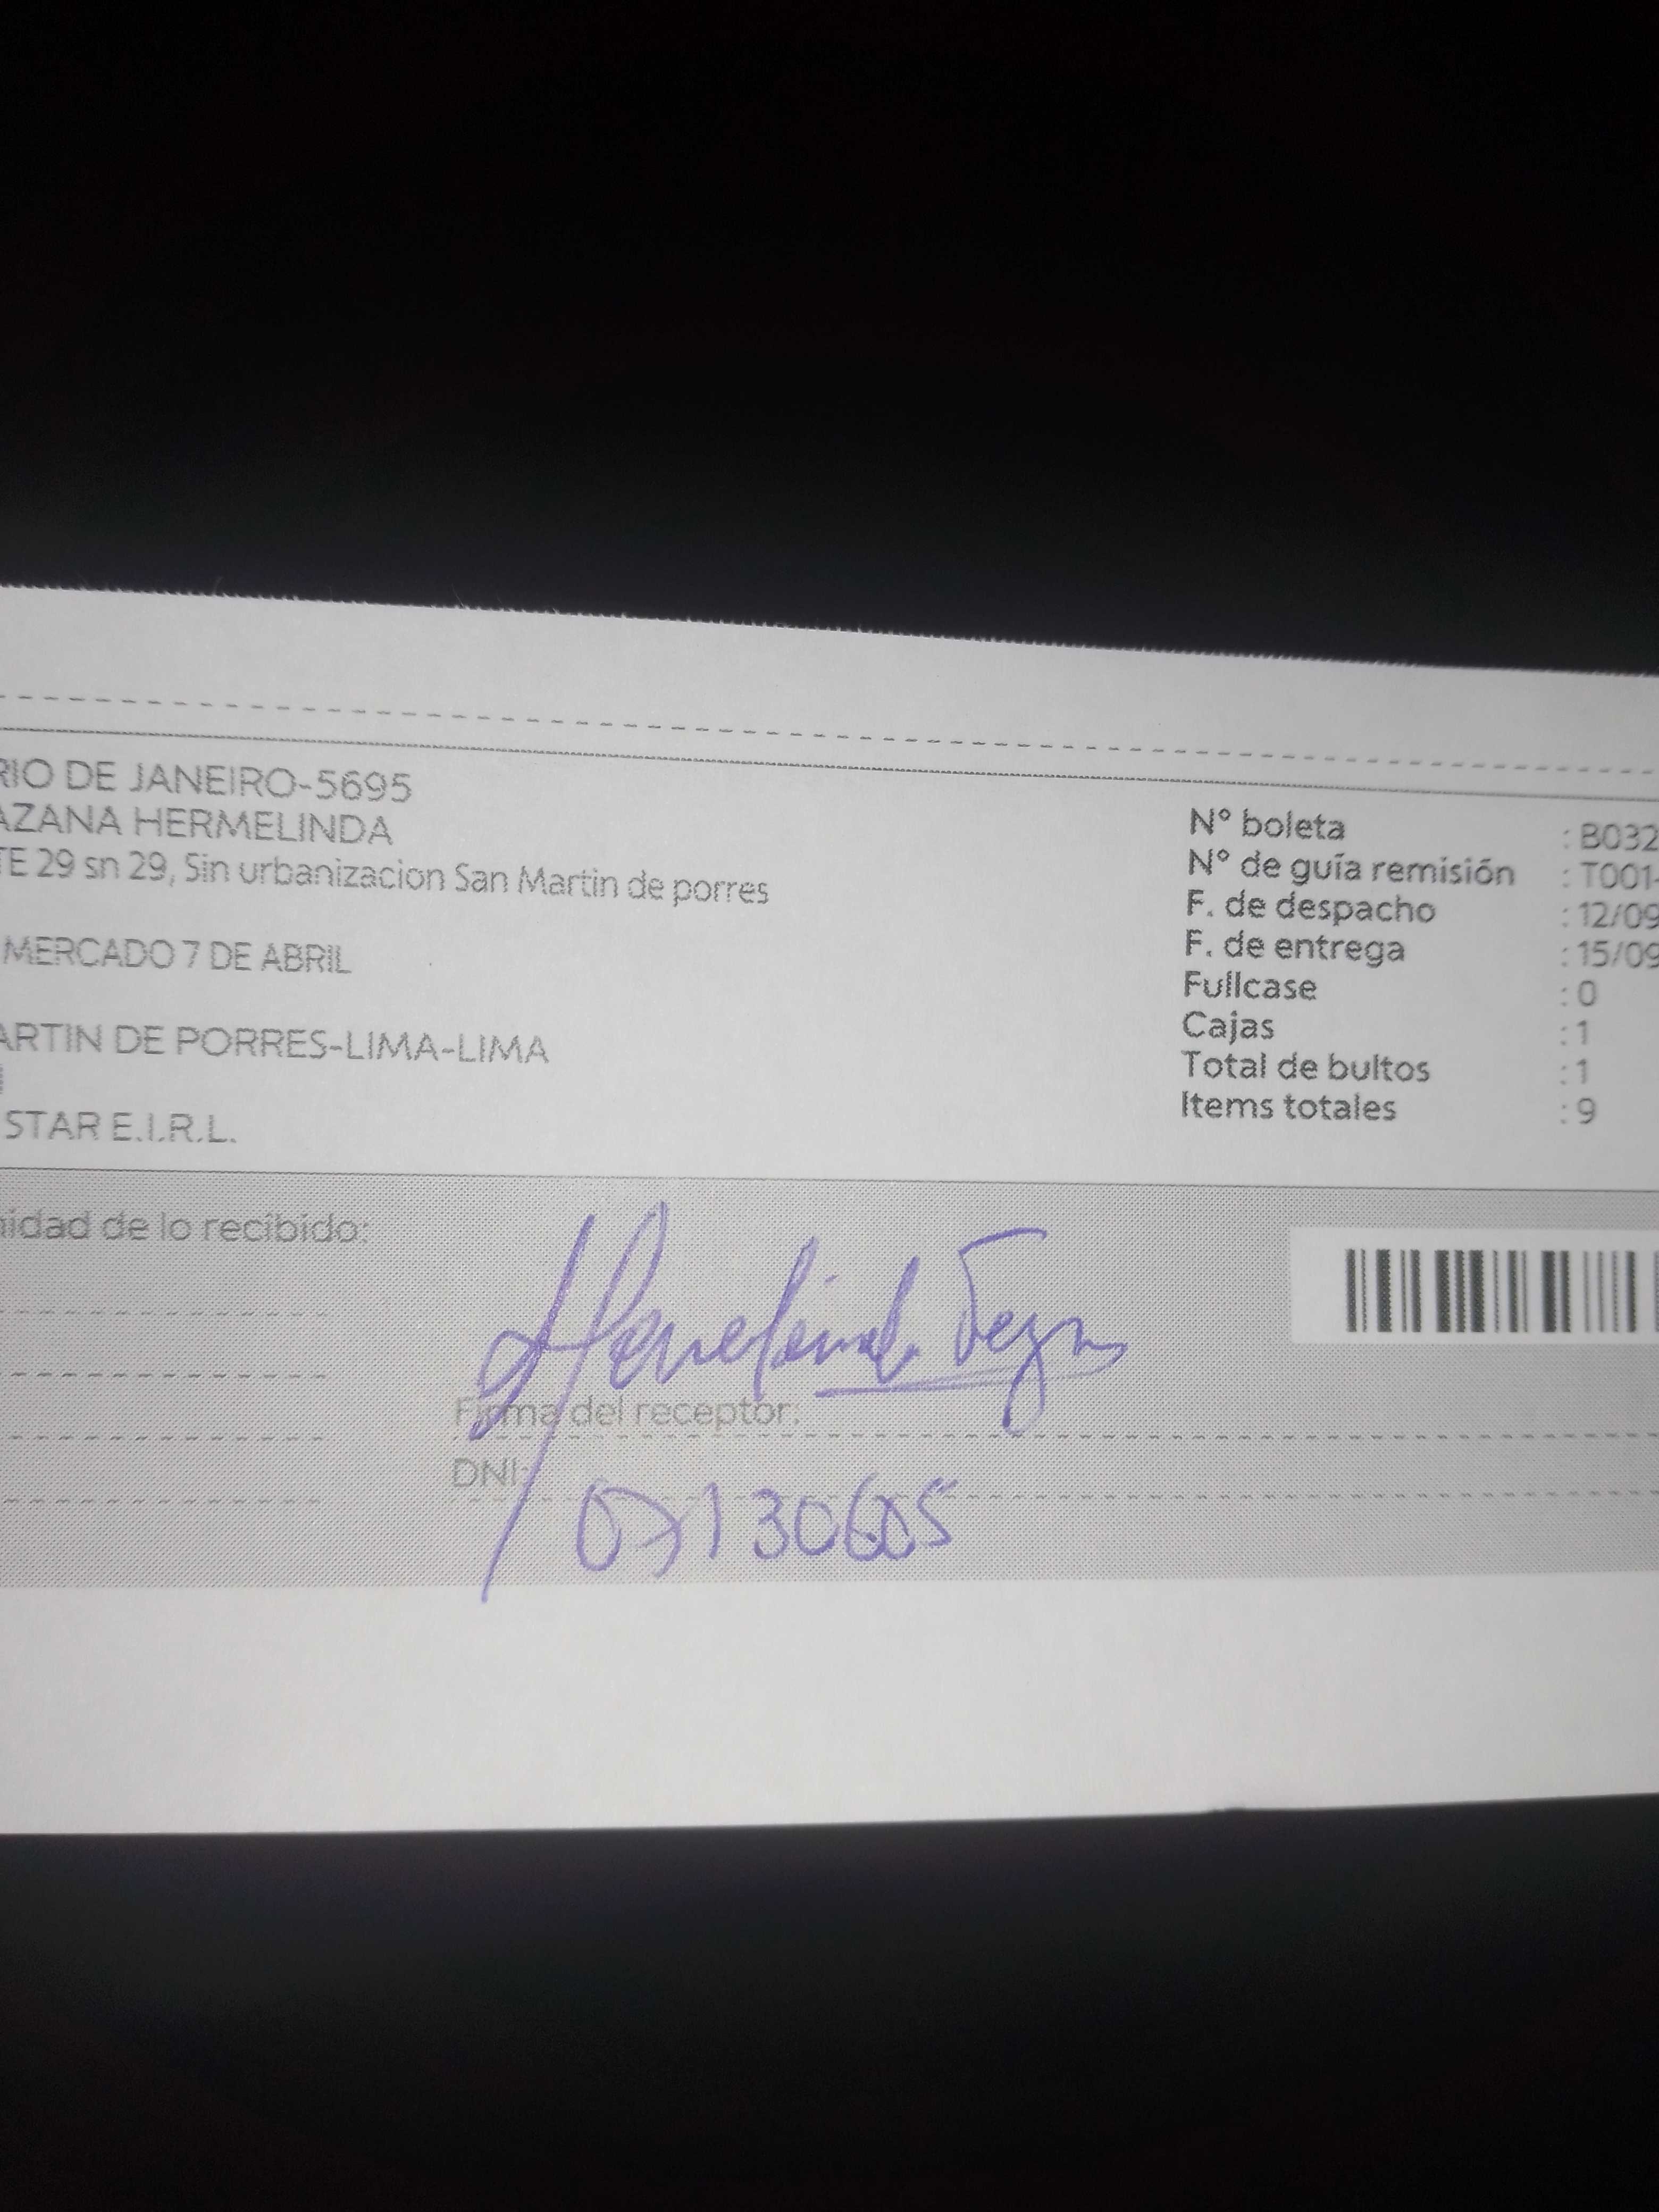 RIO DE JANEIRO-5695
AZANA HERMELINDA
TE 29 sn 29, Sin urbanizacion San Martin de porres
MERCADO 7 DE ABRIL
ARTIN DE PORRES-LIMA-LIMA
STAR E.I.R.L.
N° boleta : B032
N° de guía remisión : T001-
F. de despacho : 12/09
F. de entrega : 15/09
Fullcase : 0
Cajas : 1
Total de bultos : 1
Items totales : 9
nidad de lo recibido:
Hermelinda
Firma del receptor:
DNI:
07130605